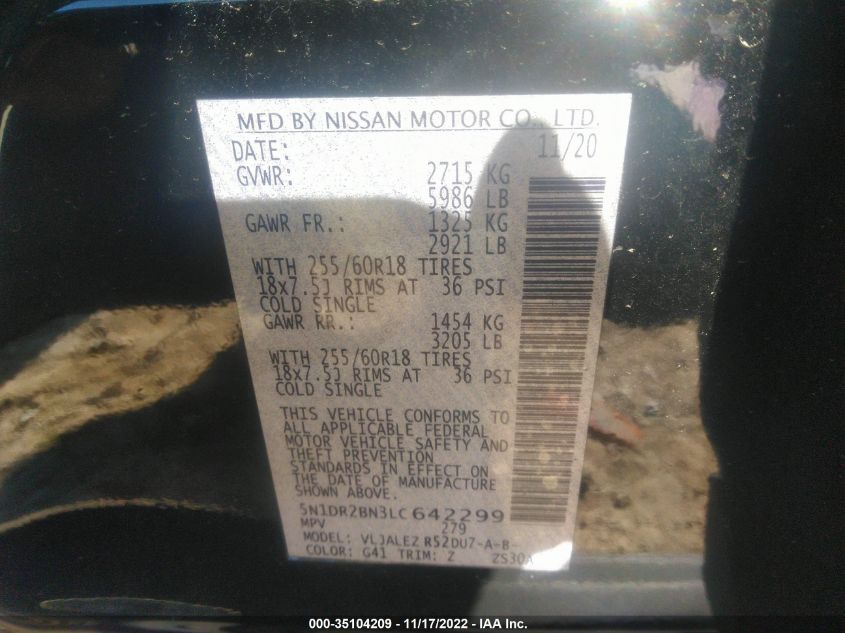 MFD BY NISSAN MOTOR CO., LTD.
DATE: 11/20
GVWR: 2715 KG
5986 LB
GAWR FR.: 1325 KG
2921 LB
WITH 255/60R18 TIRES
18x7.5J RIMS AT 36 PSI
COLD SINGLE
GAWR RR.: 1454 KG
3205 LB
WITH 255/60R18 TIRES
18x7.5J RIMS AT 36 PSI
COLD SINGLE
THIS VEHICLE CONFORMS TO
ALL APPLICABLE FEDERAL
MOTOR VEHICLE SAFETY AND
THEFT PREVENTION
STANDARDS IN EFFECT ON
THE DATE OF MANUFACTURE
SHOWN ABOVE.
5N1DR2BN3LC642299
MPV 279
MODEL: VLJALEZ R52DU7-A-B-
COLOR: G41 TRIM: Z ZS30A
000-35104209 - 11/17/2022 - IAA Inc.